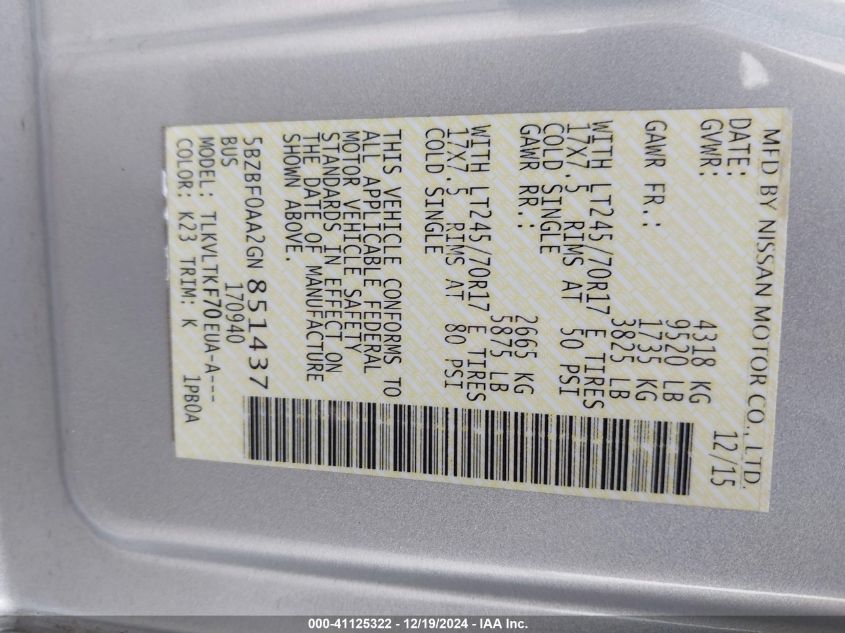 MFD BY NISSAN MOTOR CO., LTD.
DATE: 12/15
GVWR: 4318 KG
9520 LB
GAWR FR.: 1735 KG
3825 LB
WITH LT245/70R17 E TIRES
17X7.5 RIMS AT 50 PSI
COLD SINGLE
GAWR RR.: 2665 KG
5875 LB
WITH LT245/70R17 E TIRES
17X7.5 RIMS AT 80 PSI
COLD SINGLE
THIS VEHICLE CONFORMS TO
ALL APPLICABLE FEDERAL
MOTOR VEHICLE SAFETY
STANDARDS IN EFFECT ON
THE DATE OF MANUFACTURE
SHOWN ABOVE.
5BZBF0AA2GN 851437
BUS 170940
MODEL: TLKVLTKF70EUA-A---
COLOR: K23 TRIM: K 1PB0A
000-41125322 - 12/19/2024 - IAA Inc.